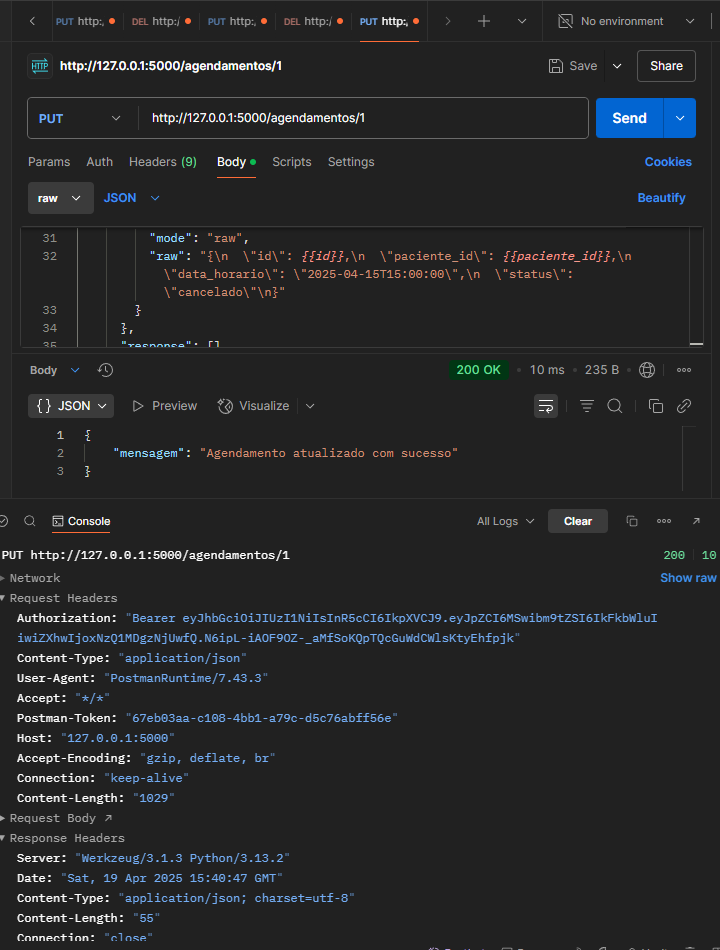 PUT http:, DEL http:/ PUT http:, DEL http:/ PUT http:, No environment
HTTP http://127.0.0.1:5000/agendamentos/1 Save Share
PUT http://127.0.0.1:5000/agendamentos/1 Send
Params Auth Headers (9) Body Scripts Settings Cookies
raw JSON Beautify
31 "mode": "raw",
32 "raw": "{\n  \"id\": {{id}},\n  \"paciente_id\": {{paciente_id}},\n
\"data_horario\": \"2025-04-15T15:00:00\",\n  \"status\":
\"cancelado\"\n}"
33 }
34 },
35 "response": [],
Body 200 OK 10 ms 235 B
{} JSON Preview Visualize
1 {
2 "mensagem": "Agendamento atualizado com sucesso"
3 }
Console All Logs Clear
PUT http://127.0.0.1:5000/agendamentos/1 200 10
Network Show raw
Request Headers
Authorization: "Bearer eyJhbGciOiJIUzI1NiIsInR5cCI6IkpXVCJ9.eyJpZCI6MSwibm9tZSI6IkFkbWluI
iwiZXhwIjoxNzQ1MDgzNjUwfQ.N6ipL-iAOF9OZ-_aMfSoKQpTQcGuWdCWlsKtyEhfpjk"
Content-Type: "application/json"
User-Agent: "PostmanRuntime/7.43.3"
Accept: "*/*"
Postman-Token: "67eb03aa-c108-4bb1-a79c-d5c76abff56e"
Host: "127.0.0.1:5000"
Accept-Encoding: "gzip, deflate, br"
Connection: "keep-alive"
Content-Length: "1029"
Request Body
Response Headers
Server: "Werkzeug/3.1.3 Python/3.13.2"
Date: "Sat, 19 Apr 2025 15:40:47 GMT"
Content-Type: "application/json; charset=utf-8"
Content-Length: "55"
Connection: "close"